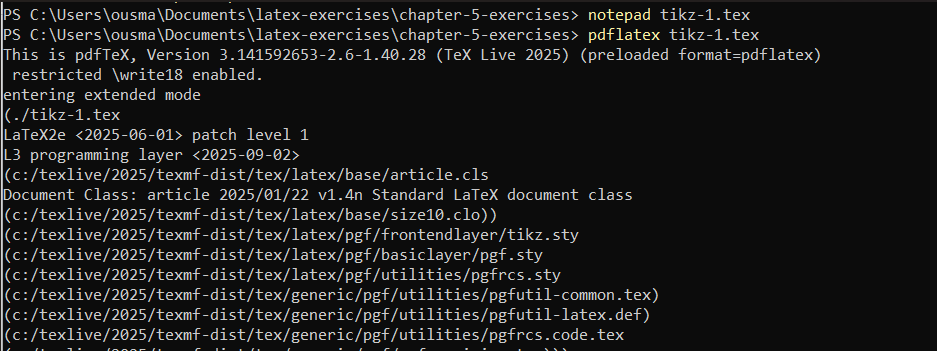 PS C:\Users\ousma\Documents\latex-exercises\chapter-5-exercises> notepad tikz-1.tex
PS C:\Users\ousma\Documents\latex-exercises\chapter-5-exercises> pdflatex tikz-1.tex
This is pdfTeX, Version 3.141592653-2.6-1.40.28 (TeX Live 2025) (preloaded format=pdflatex)
 restricted \write18 enabled.
entering extended mode
(./tikz-1.tex
LaTeX2e <2025-06-01> patch level 1
L3 programming layer <2025-09-02>
(c:/texlive/2025/texmf-dist/tex/latex/base/article.cls
Document Class: article 2025/01/22 v1.4n Standard LaTeX document class
(c:/texlive/2025/texmf-dist/tex/latex/base/size10.clo))
(c:/texlive/2025/texmf-dist/tex/latex/pgf/frontendlayer/tikz.sty
(c:/texlive/2025/texmf-dist/tex/latex/pgf/basiclayer/pgf.sty
(c:/texlive/2025/texmf-dist/tex/latex/pgf/utilities/pgfrcs.sty
(c:/texlive/2025/texmf-dist/tex/generic/pgf/utilities/pgfutil-common.tex)
(c:/texlive/2025/texmf-dist/tex/generic/pgf/utilities/pgfutil-latex.def)
(c:/texlive/2025/texmf-dist/tex/generic/pgf/utilities/pgfrcs.code.tex